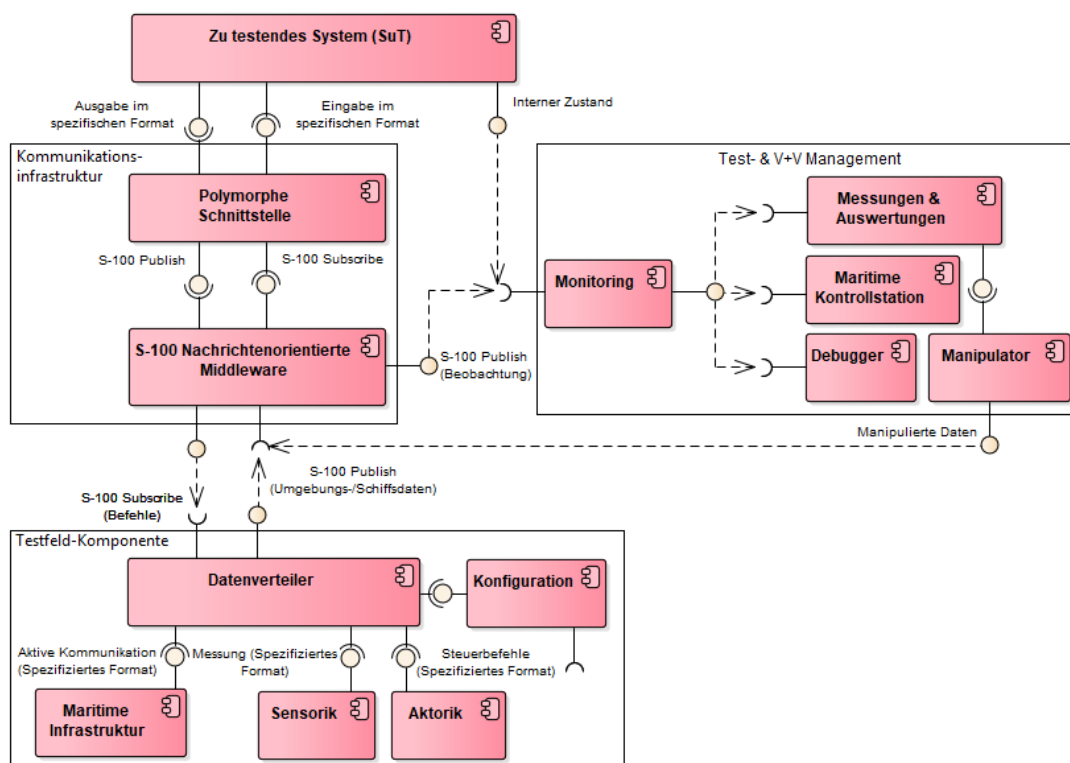 Zu testendes System (SuT)
Ausgabe im
spezifischen Format
Eingabe im
spezifischen Format
Interner Zustand
Kommunikations-
infrastruktur
Polymorphe
Schnittstelle
S-100 Publish
S-100 Subscribe
S-100 Nachrichtenorientierte
Middleware
S-100 Publish
(Beobachtung)
Test- & V+V Management
Monitoring
Messungen &
Auswertungen
Maritime
Kontrollstation
Debugger
Manipulator
Manipulierte Daten
S-100 Subscribe
(Befehle)
S-100 Publish
(Umgebungs-/Schiffsdaten)
Testfeld-Komponente
Datenverteiler
Konfiguration
Aktive Kommunikation
(Spezifiziertes Format)
Messung (Spezifiziertes
Format)
Steuerbefehle
(Spezifiziertes Format)
Maritime
Infrastruktur
Sensorik
Aktorik